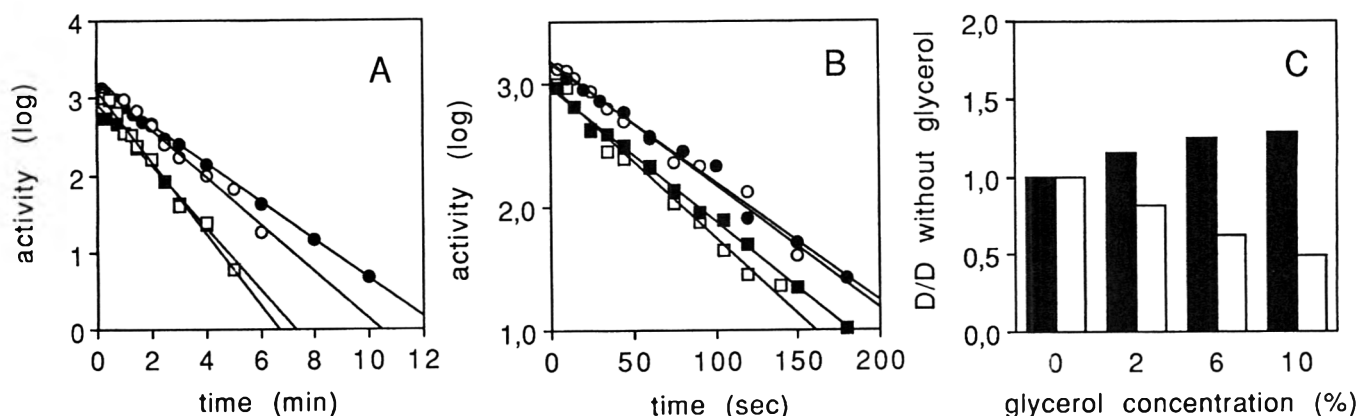 A
activity (log)
4
3
2
1
0
0 2 4 6 8 10 12
time (min)
B
activity (log)
3,0
2,0
1,0
0 50 100 150 200
time (sec)
C
D/D without glycerol
2,0
1,5
1,0
0,5
0,0
0 2 6 10
glycerol concentration (%)